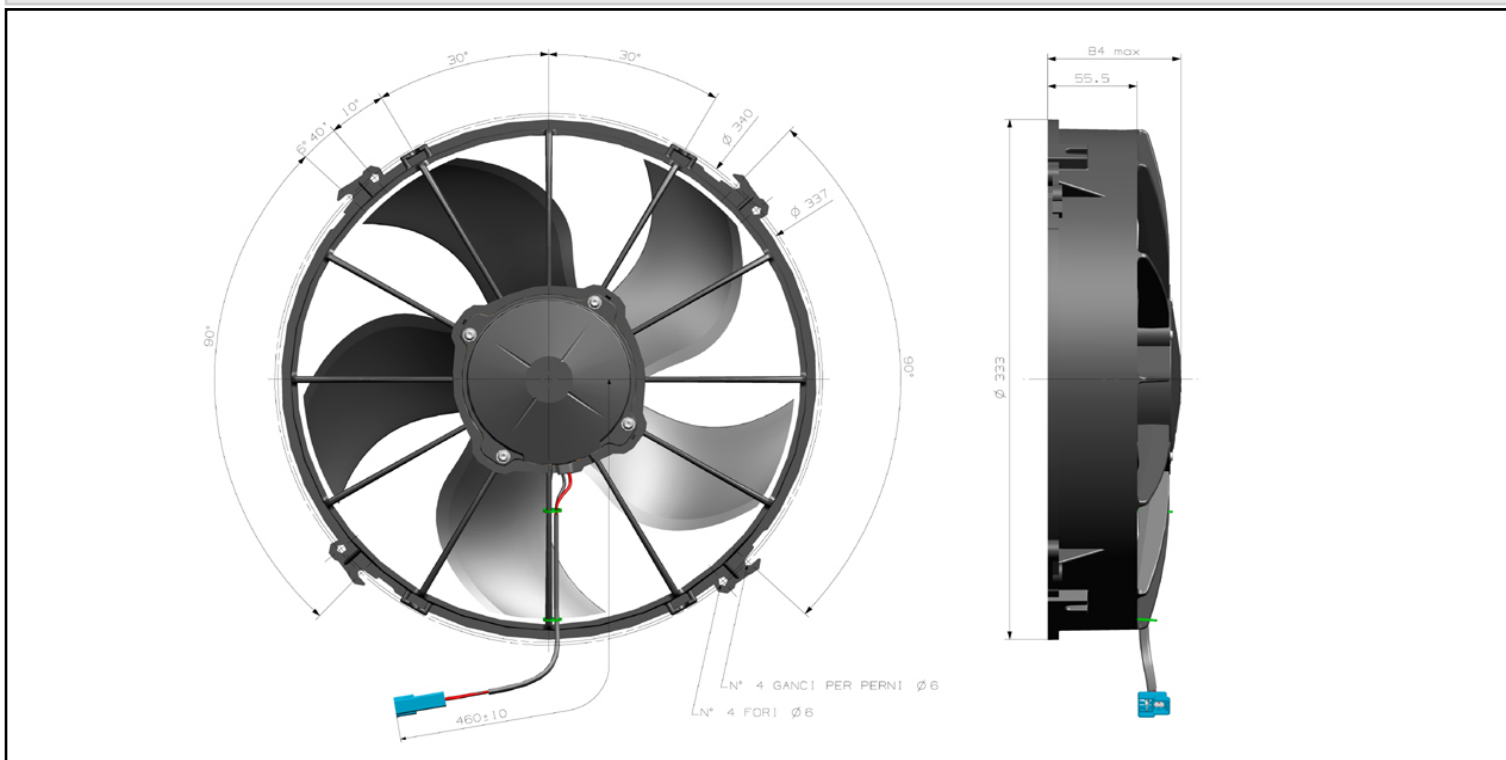 30°
30°
84 max
55.5
10°
6°40'
Ø 340
Ø 337
90°
90°
Ø 333
N° 4 GANCI PER PERNI Ø6
460±10
N° 4 FORI Ø6